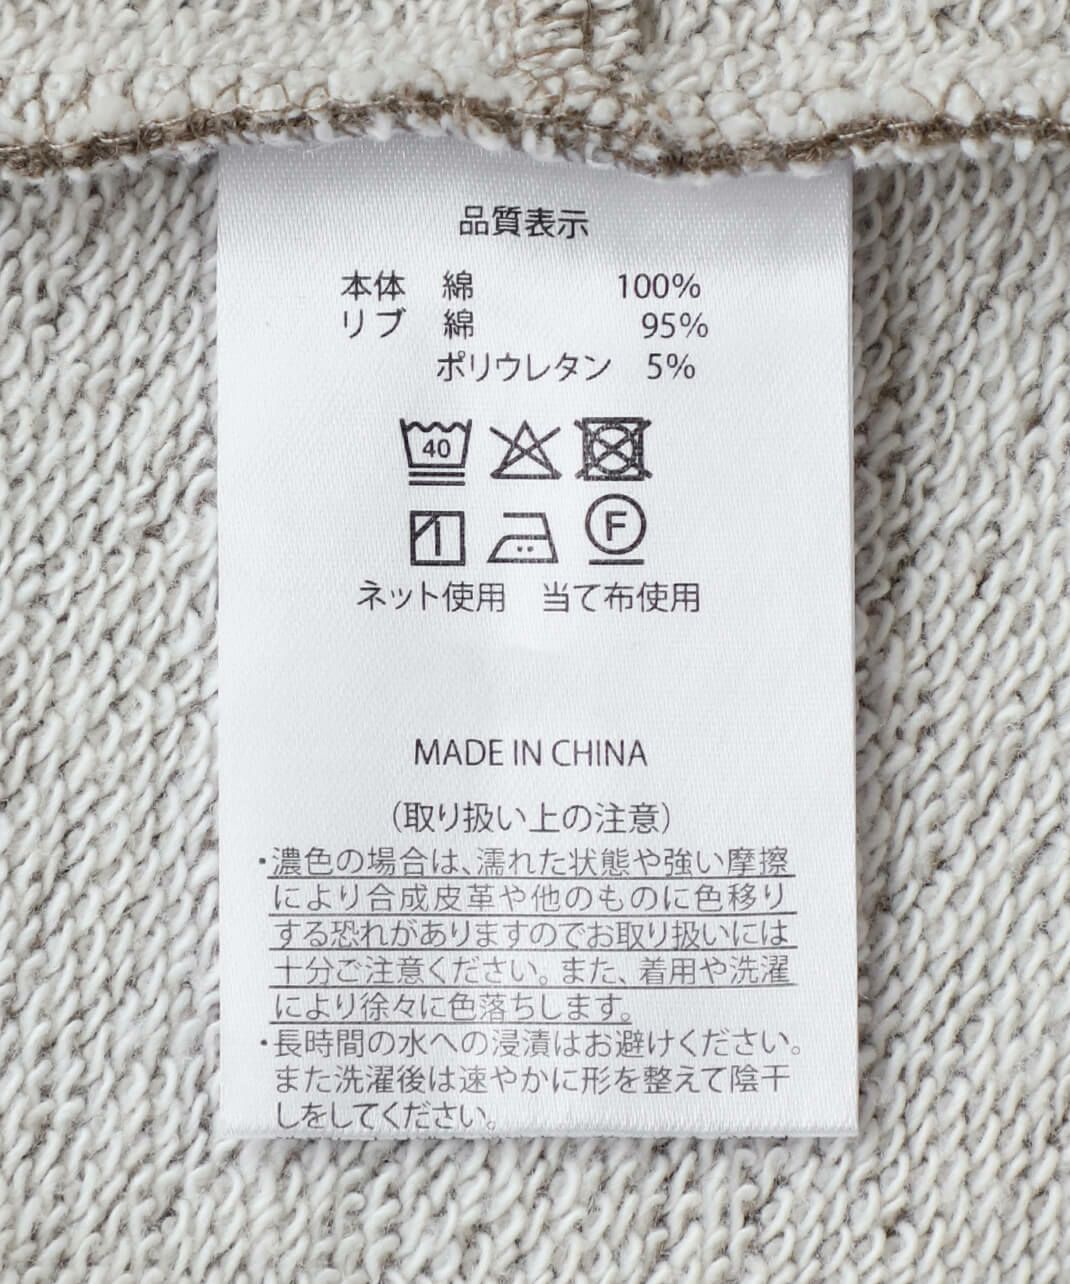 品質表示
本体 綿 100%
リブ 綿 95%
ポリウレタン 5%
40
F
ネット使用 当て布使用
MADE IN CHINA
(取り扱い上の注意)
・濃色の場合は、濡れた状態や強い摩擦
により合成皮革や他のものに色移り
する恐れがありますのでお取り扱いには
十分ご注意ください。また、着用や洗濯
により徐々に色落ちします。
・長時間の水への浸漬はお避けください。
また洗濯後は速やかに形を整えて陰干
しをしてください。